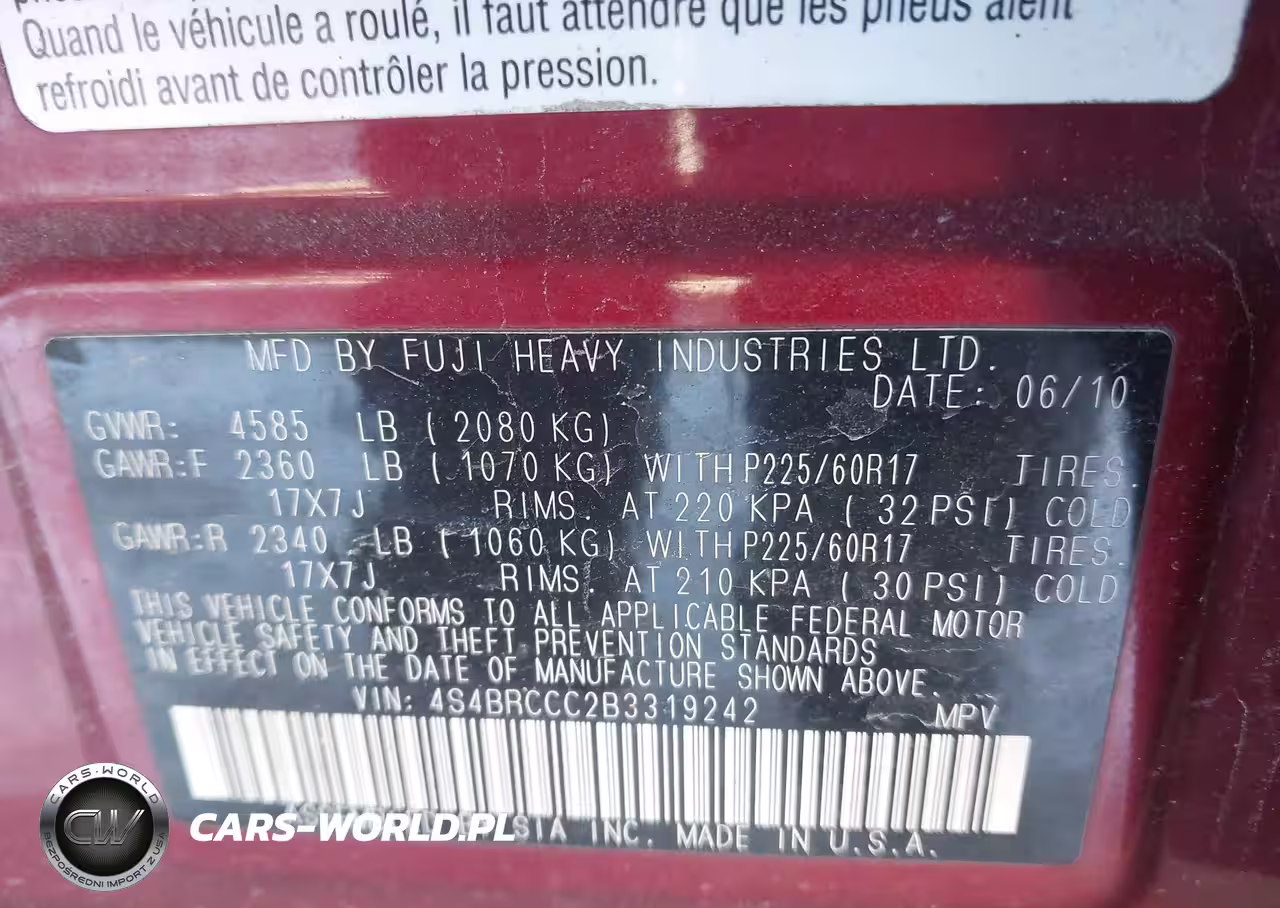 Quand le véhicule a roulé, il faut attendre que les pneus aient
refroidi avant de contrôler la pression.
MFD BY FUJI HEAVY INDUSTRIES LTD.
DATE: 06/10
GVWR: 4585 LB ( 2080 KG)
GAWR:F 2360 LB ( 1070 KG) WITH P225/60R17 TIRES.
17X7J RIMS. AT 220 KPA ( 32 PSI) COLD
GAWR:R 2340 LB ( 1060 KG) WITH P225/60R17 TIRES.
17X7J RIMS. AT 210 KPA ( 30 PSI) COLD
THIS VEHICLE CONFORMS TO ALL APPLICABLE FEDERAL MOTOR
VEHICLE SAFETY AND THEFT PREVENTION STANDARDS
IN EFFECT ON THE DATE OF MANUFACTURE SHOWN ABOVE.
VIN: 4S4BRCCC2B3319242 MPV
INC. MADE IN U.S.A.
CARS-WORLD
CW
BEZPOŚREDNI IMPORT Z USA
CARS-WORLD.PL